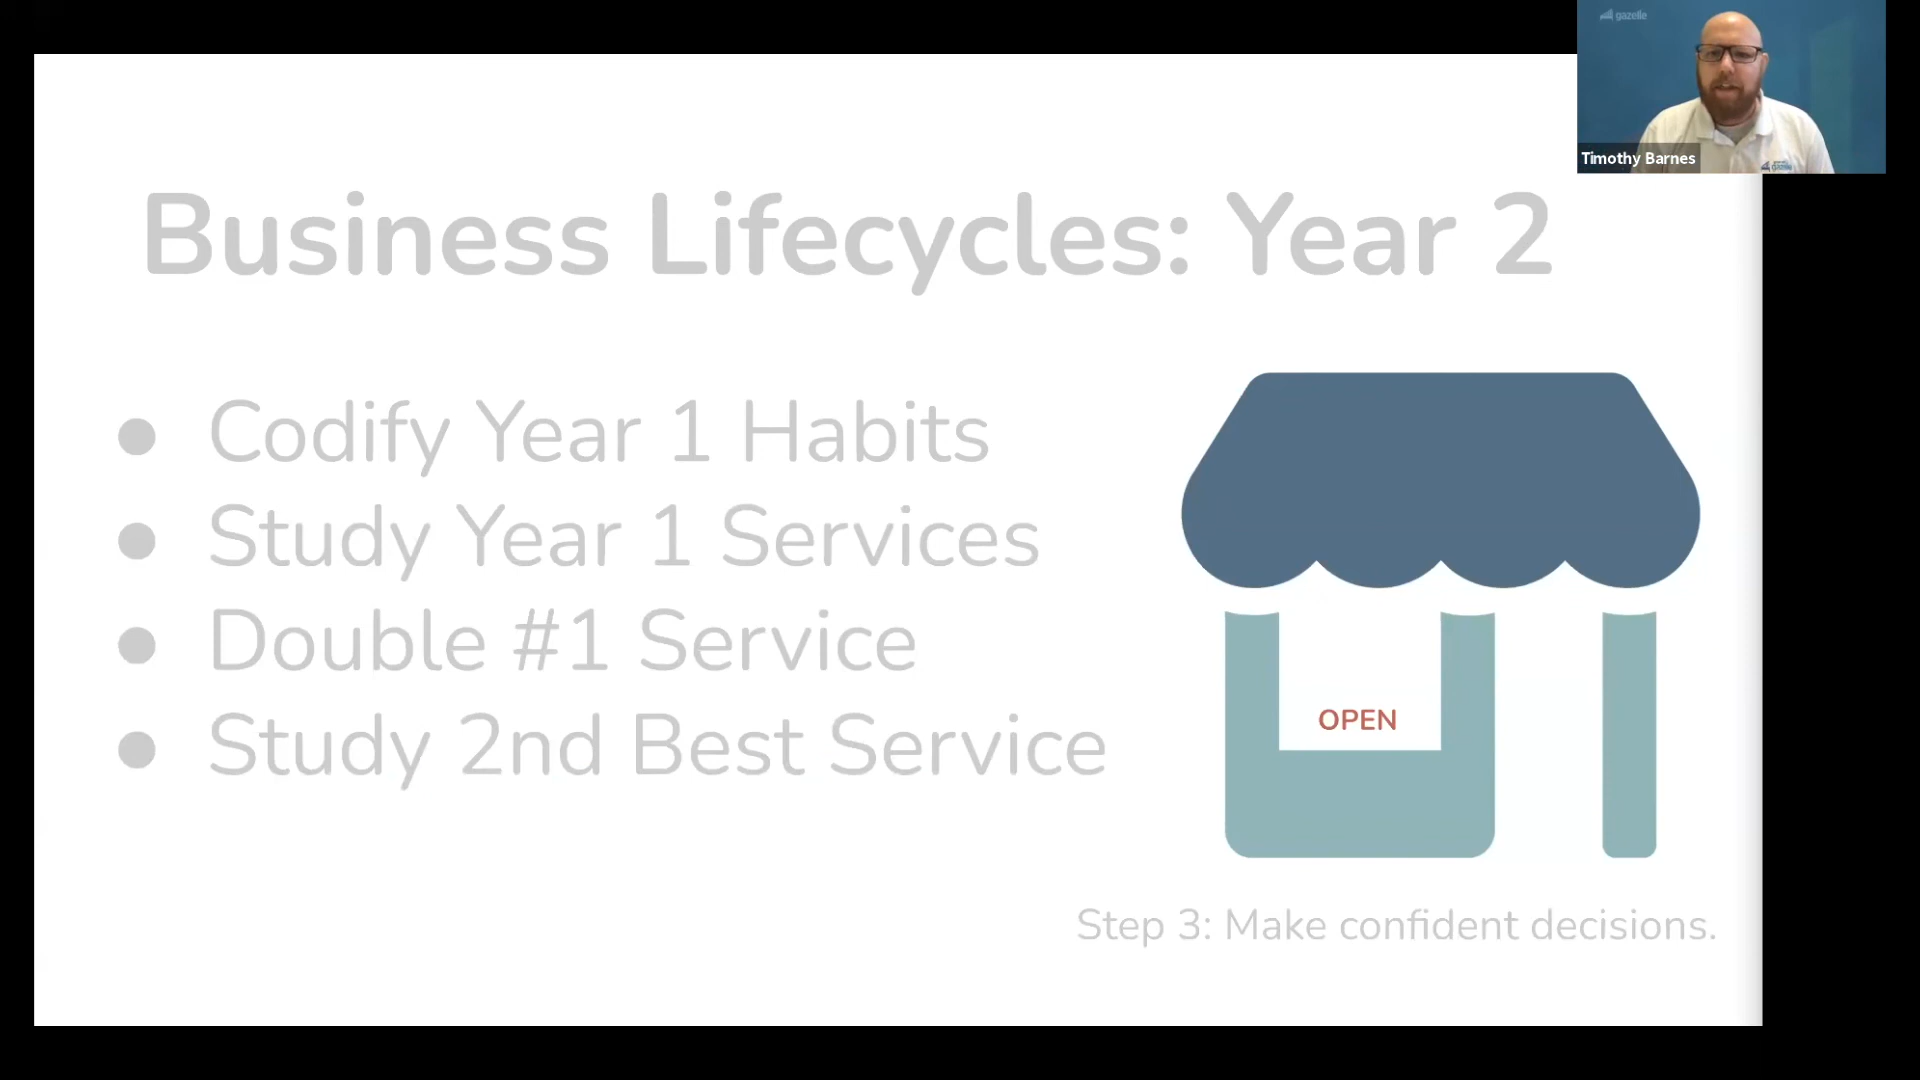 gazelle
Timothy Barnes
Business Lifecycles: Year 2
● Codify Year 1 Habits
● Study Year 1 Services
● Double #1 Service
● Study 2nd Best Service
OPEN
Step 3: Make confident decisions.
gazelle